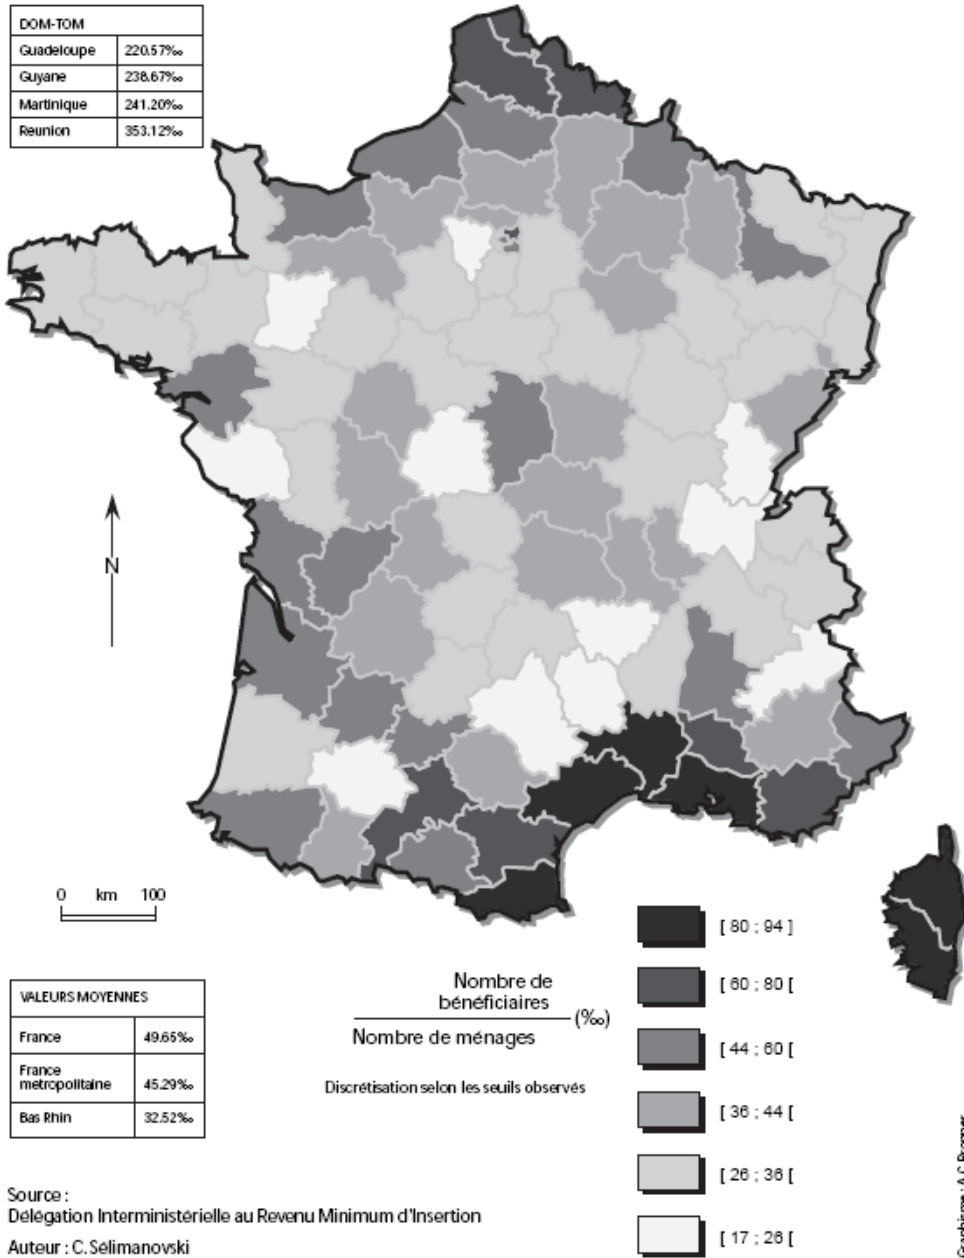 DOM-TOM
Guadeloupe 220.57‰
Guyane 238.67‰
Martinique 241.20‰
Reunion 353.12‰
N
0 km 100
VALEURS MOYENNES
France 49.65‰
France
metropolitaine 45.29‰
Bas Rhin 32.52‰
Nombre de
bénéficiaires
(‰)
Nombre de ménages
Discrétisation selon les seuils observés
[ 80 ; 94 ]
[ 60 ; 80 [
[ 44 ; 60 [
[ 36 ; 44 [
[ 26 ; 36 [
[ 17 ; 26 [
Source :
Délégation Interministérielle au Revenu Minimum d'Insertion
Auteur : C. Sélimanovski